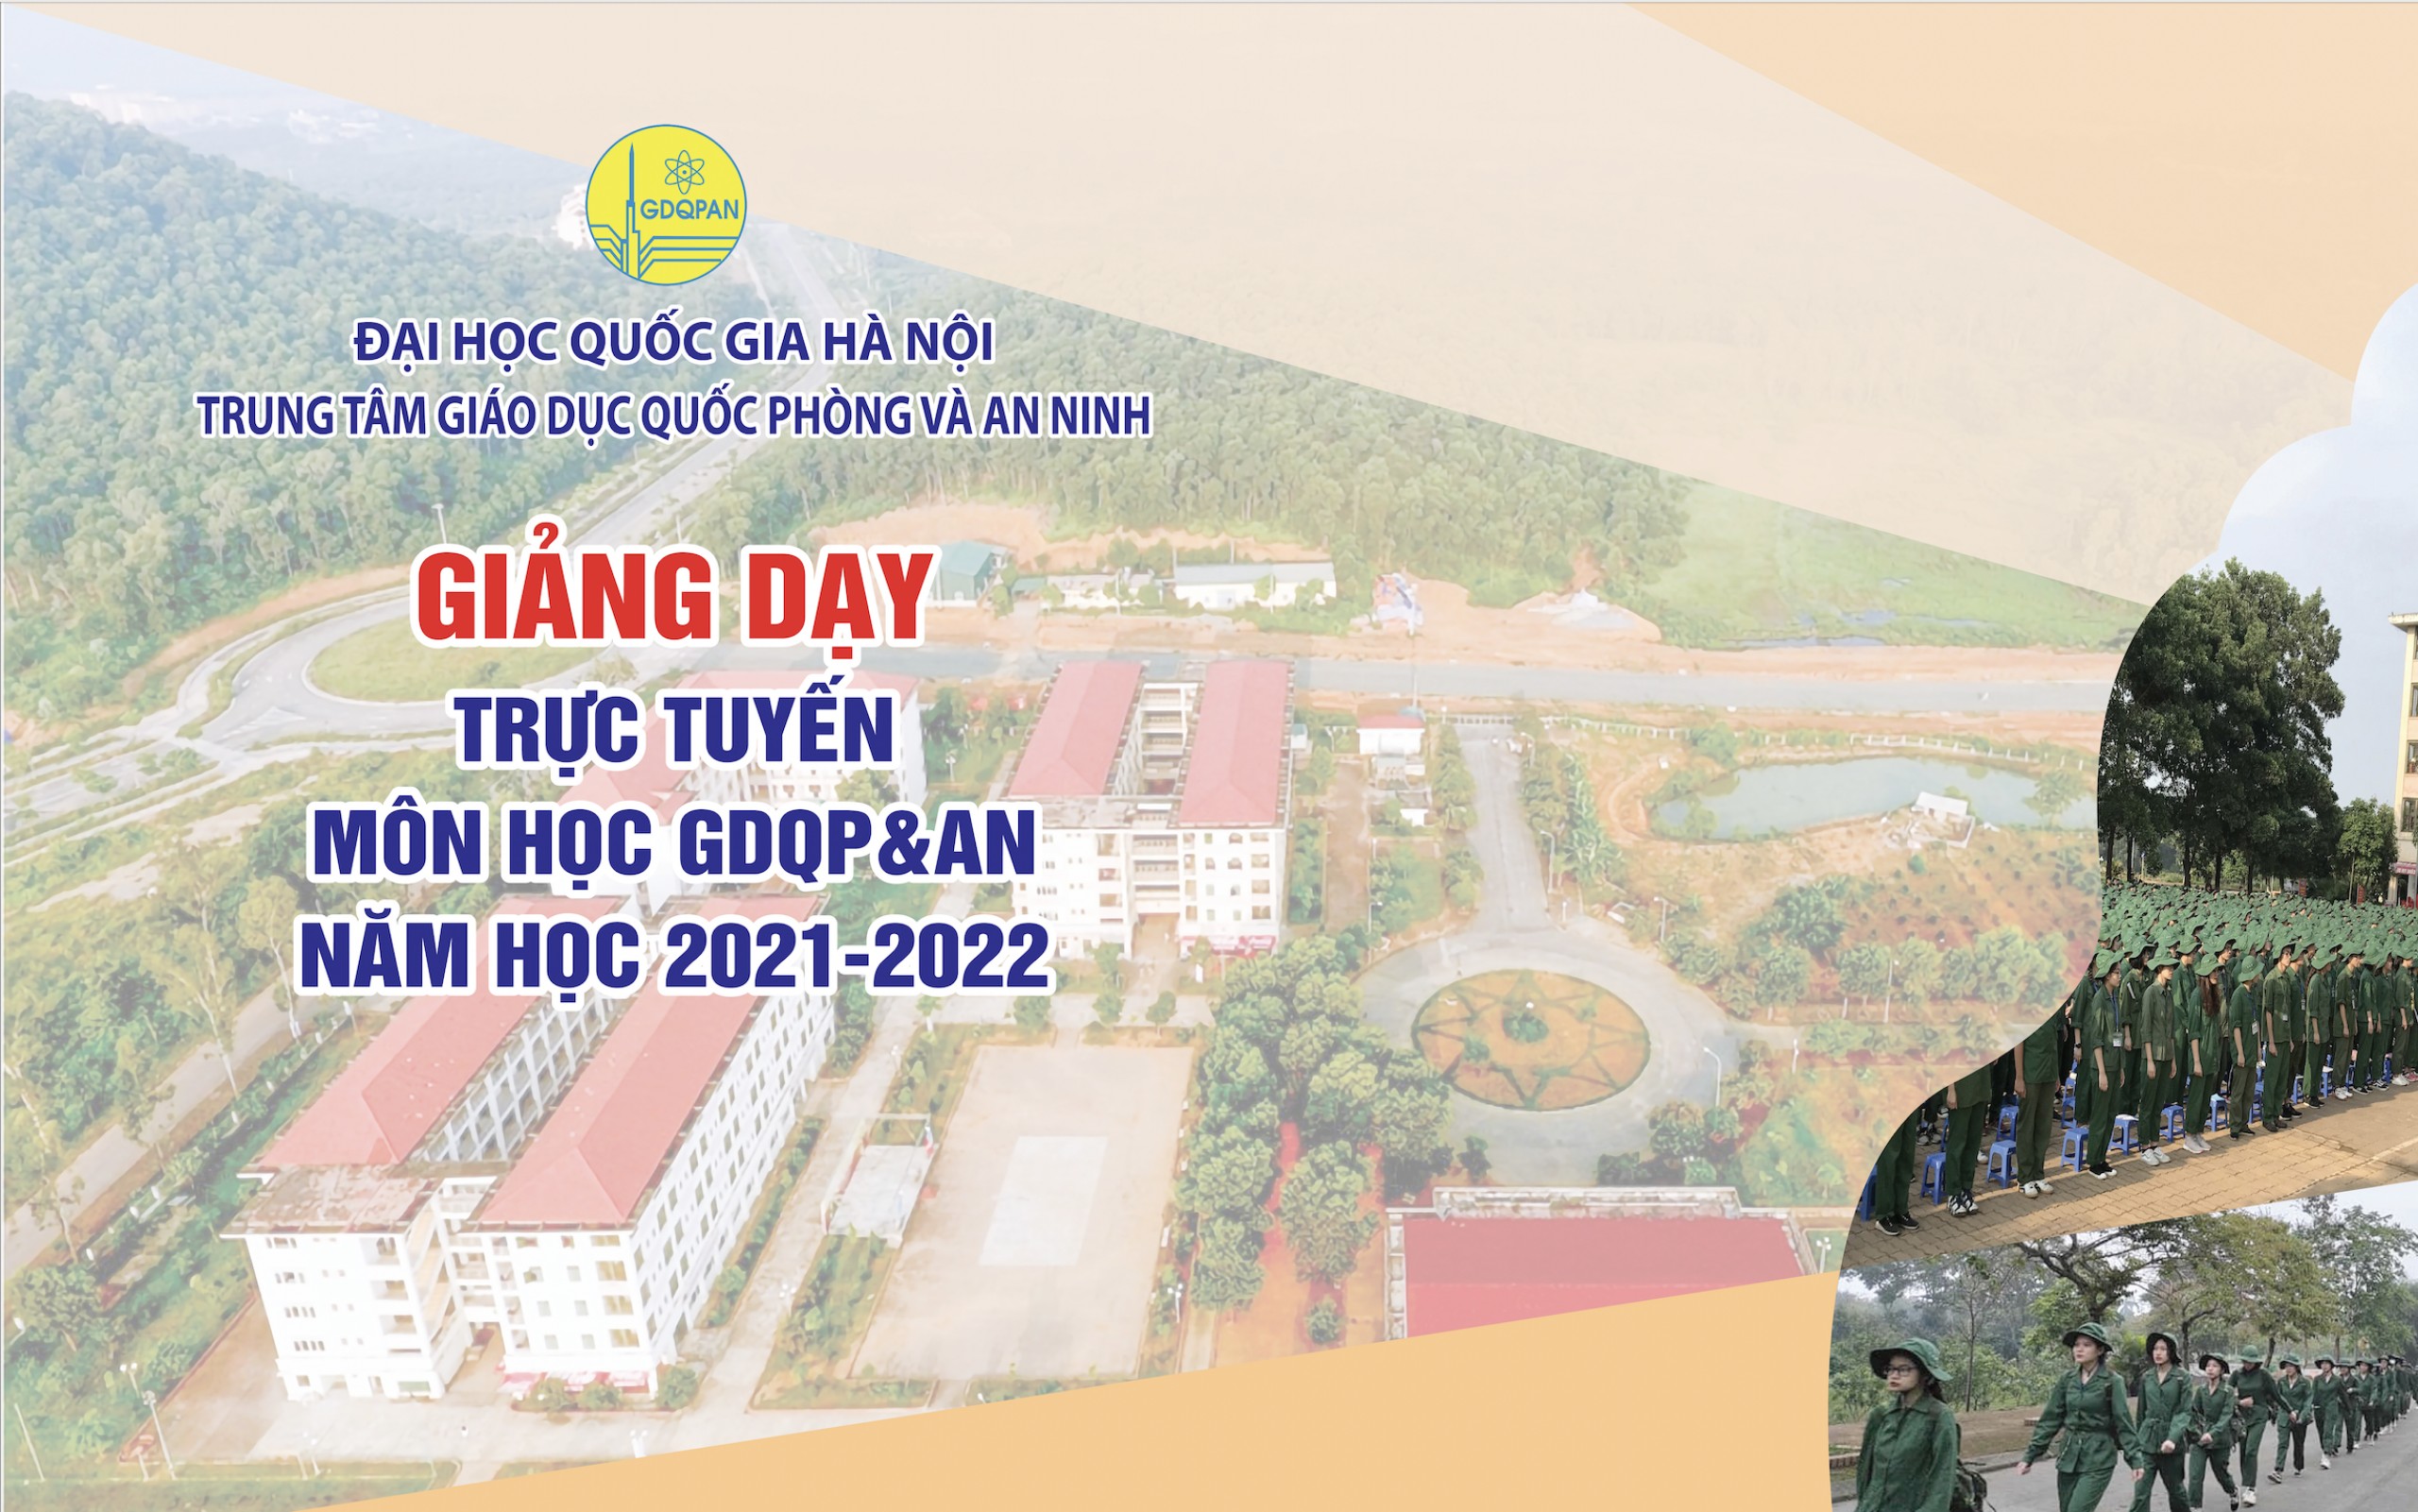 GDQPAN
ĐẠI HỌC QUỐC GIA HÀ NỘI
TRUNG TÂM GIÁO DỤC QUỐC PHÒNG VÀ AN NINH
GIẢNG DẠY
TRỰC TUYẾN
MÔN HỌC GDQP&AN
NĂM HỌC 2021-2022